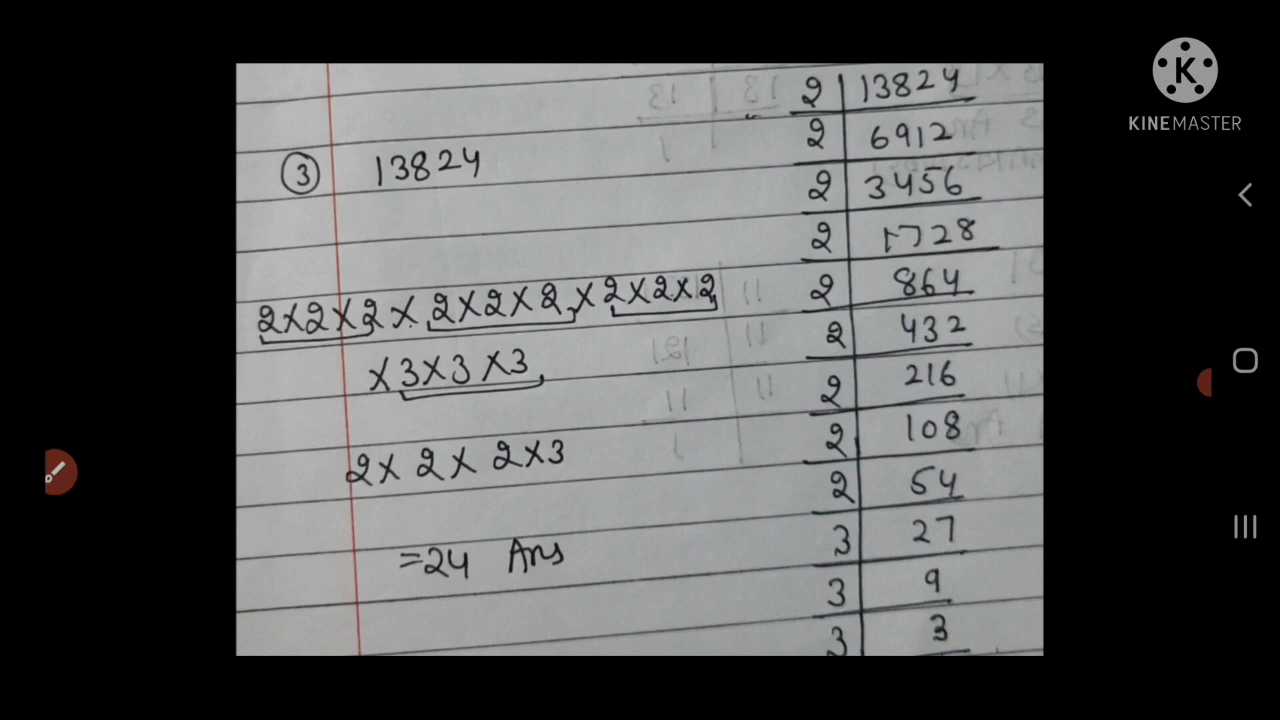 ③ 13824
2×2×2×2×2×2×2×2×2
×3×3×3
2×2×2×3
=24 Ans
2 | 13824
2 | 6912
2 | 3456
2 | 1728
2 | 864
2 | 432
2 | 216
2 | 108
2 | 54
3 | 27
3 | 9
3 | 3
KINEMASTER